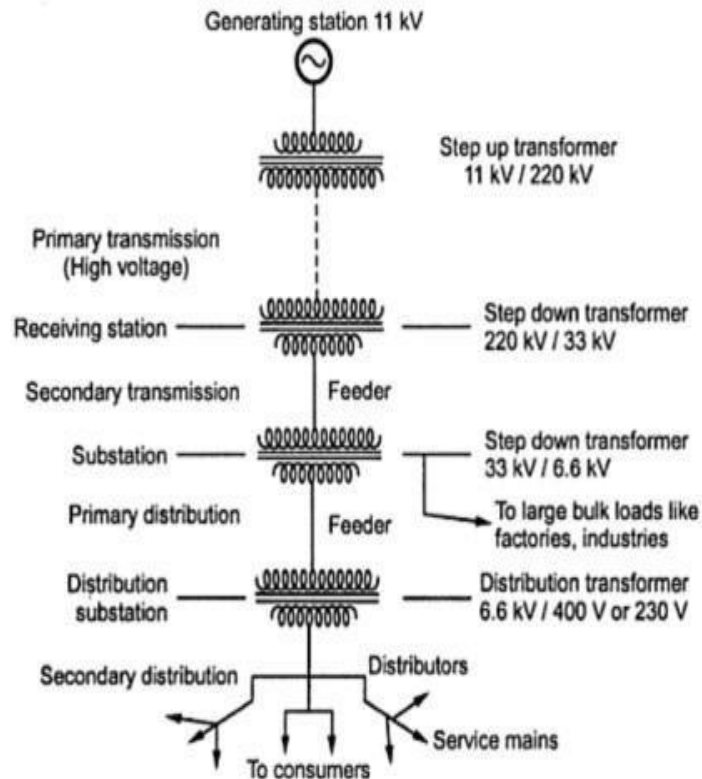 Generating station 11 kV
Step up transformer
11 kV / 220 kV
Primary transmission
(High voltage)
Receiving station
Step down transformer
220 kV / 33 kV
Secondary transmission
Feeder
Substation
Step down transformer
33 kV / 6.6 kV
Primary distribution
Feeder
To large bulk loads like
factories, industries
Distribution
substation
Distribution transformer
6.6 kV / 400 V or 230 V
Secondary distribution
Distributors
Service mains
To consumers